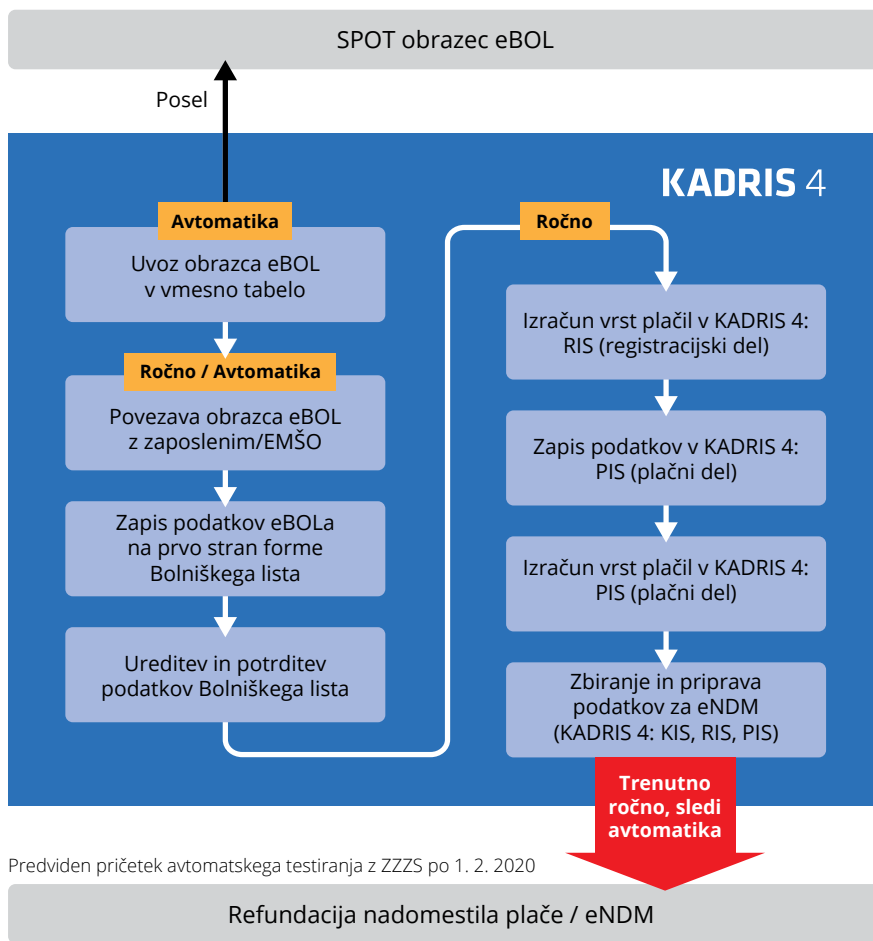 SPOT obrazec eBOL
Posel
KADRIS 4
Avtomatika
Uvoz obrazca eBOL
v vmesno tabelo
Ročno / Avtomatika
Povezava obrazca eBOL
z zaposlenim/EMŠO
Zapis podatkov eBOLa
na prvo stran forme
Bolniškega lista
Ureditev in potrditev
podatkov Bolniškega lista
Ročno
Izračun vrst plačil v KADRIS 4:
RIS (registracijski del)
Zapis podatkov v KADRIS 4:
PIS (plačni del)
Izračun vrst plačil v KADRIS 4:
PIS (plačni del)
Zbiranje in priprava
podatkov za eNDM
(KADRIS 4: KIS, RIS, PIS)
Trenutno
ročno, sledi
avtomatika
Predviden pričetek avtomatskega testiranja z ZZZS po 1. 2. 2020
Refundacija nadomestila plače / eNDM